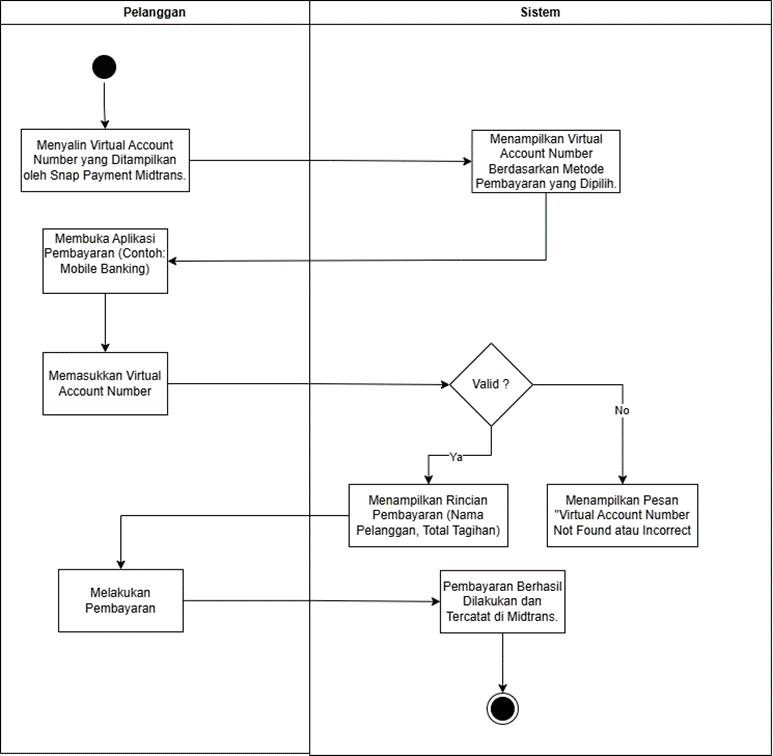 Pelanggan
Sistem
Menyalin Virtual Account
Number yang Ditampilkan
oleh Snap Payment Midtrans.
Menampilkan Virtual
Account Number
Berdasarkan Metode
Pembayaran yang Dipilih.
Membuka Aplikasi
Pembayaran (Contoh:
Mobile Banking)
Memasukkan Virtual
Account Number
Valid ?
No
Ya
Menampilkan Rincian
Pembayaran (Nama
Pelanggan, Total Tagihan)
Menampilkan Pesan
"Virtual Account Number
Not Found atau Incorrect
Melakukan
Pembayaran
Pembayaran Berhasil
Dilakukan dan
Tercatat di Midtrans.